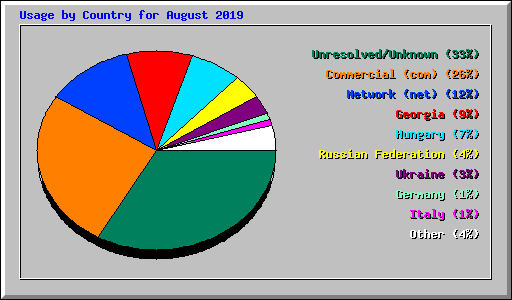 Usage by Country for August 2019
Unresolved/Unknown (33%)
Commercial (com) (26%)
Network (net) (12%)
Georgia (9%)
Hungary (7%)
Russian Federation (4%)
Ukraine (3%)
Germany (1%)
Italy (1%)
Other (4%)